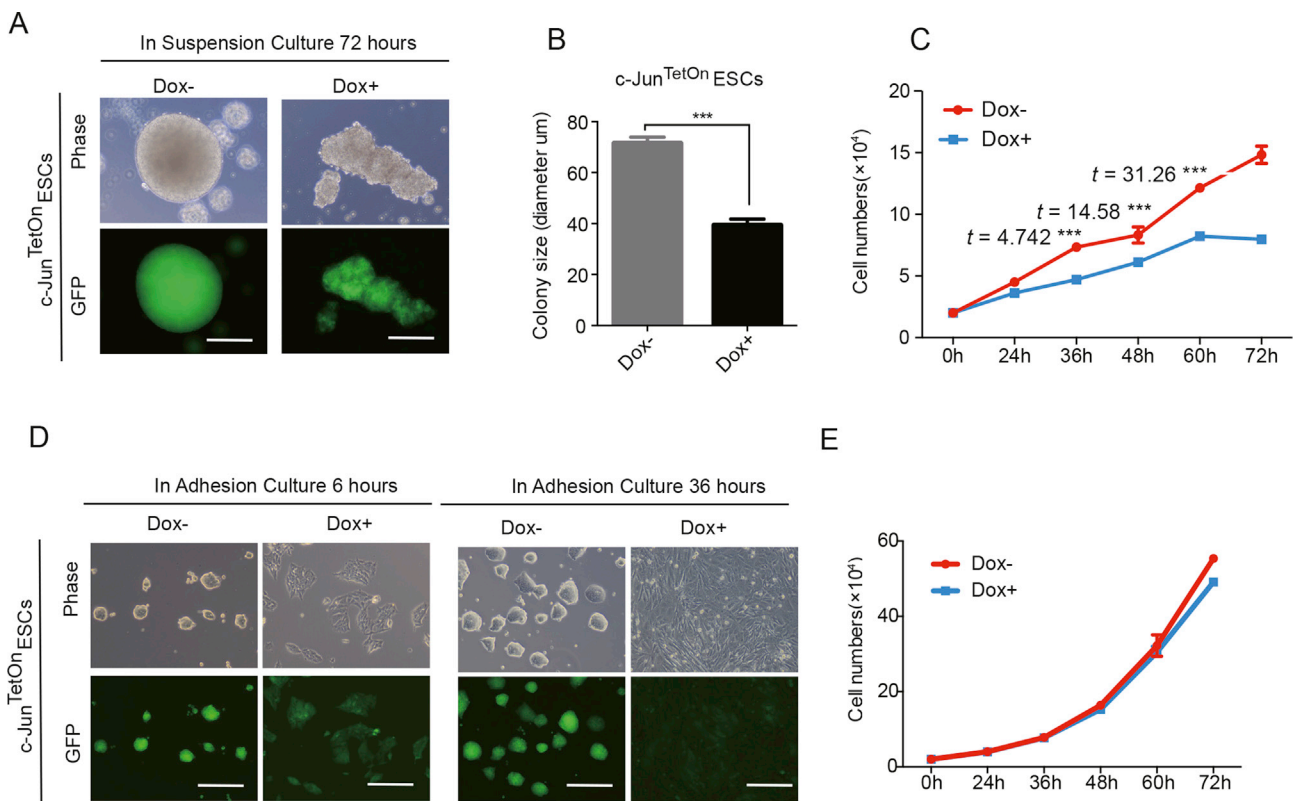 A
In Suspension Culture 72 hours
Dox-
Dox+
c-Jun^TetOn ESCs
Phase
GFP
B
c-Jun^TetOn ESCs
***
Colony size (diameter um)
80
60
40
20
0
Dox-
Dox+
C
Dox-
Dox+
Cell numbers(×10⁴)
20
15
10
5
0
t = 31.26 ***
t = 14.58 ***
t = 4.742 ***
0h 24h 36h 48h 60h 72h
D
In Adhesion Culture 6 hours
In Adhesion Culture 36 hours
Dox-
Dox+
Dox-
Dox+
c-Jun^TetOn ESCs
Phase
GFP
E
Dox-
Dox+
Cell numbers(×10⁴)
60
40
20
0
0h 24h 36h 48h 60h 72h